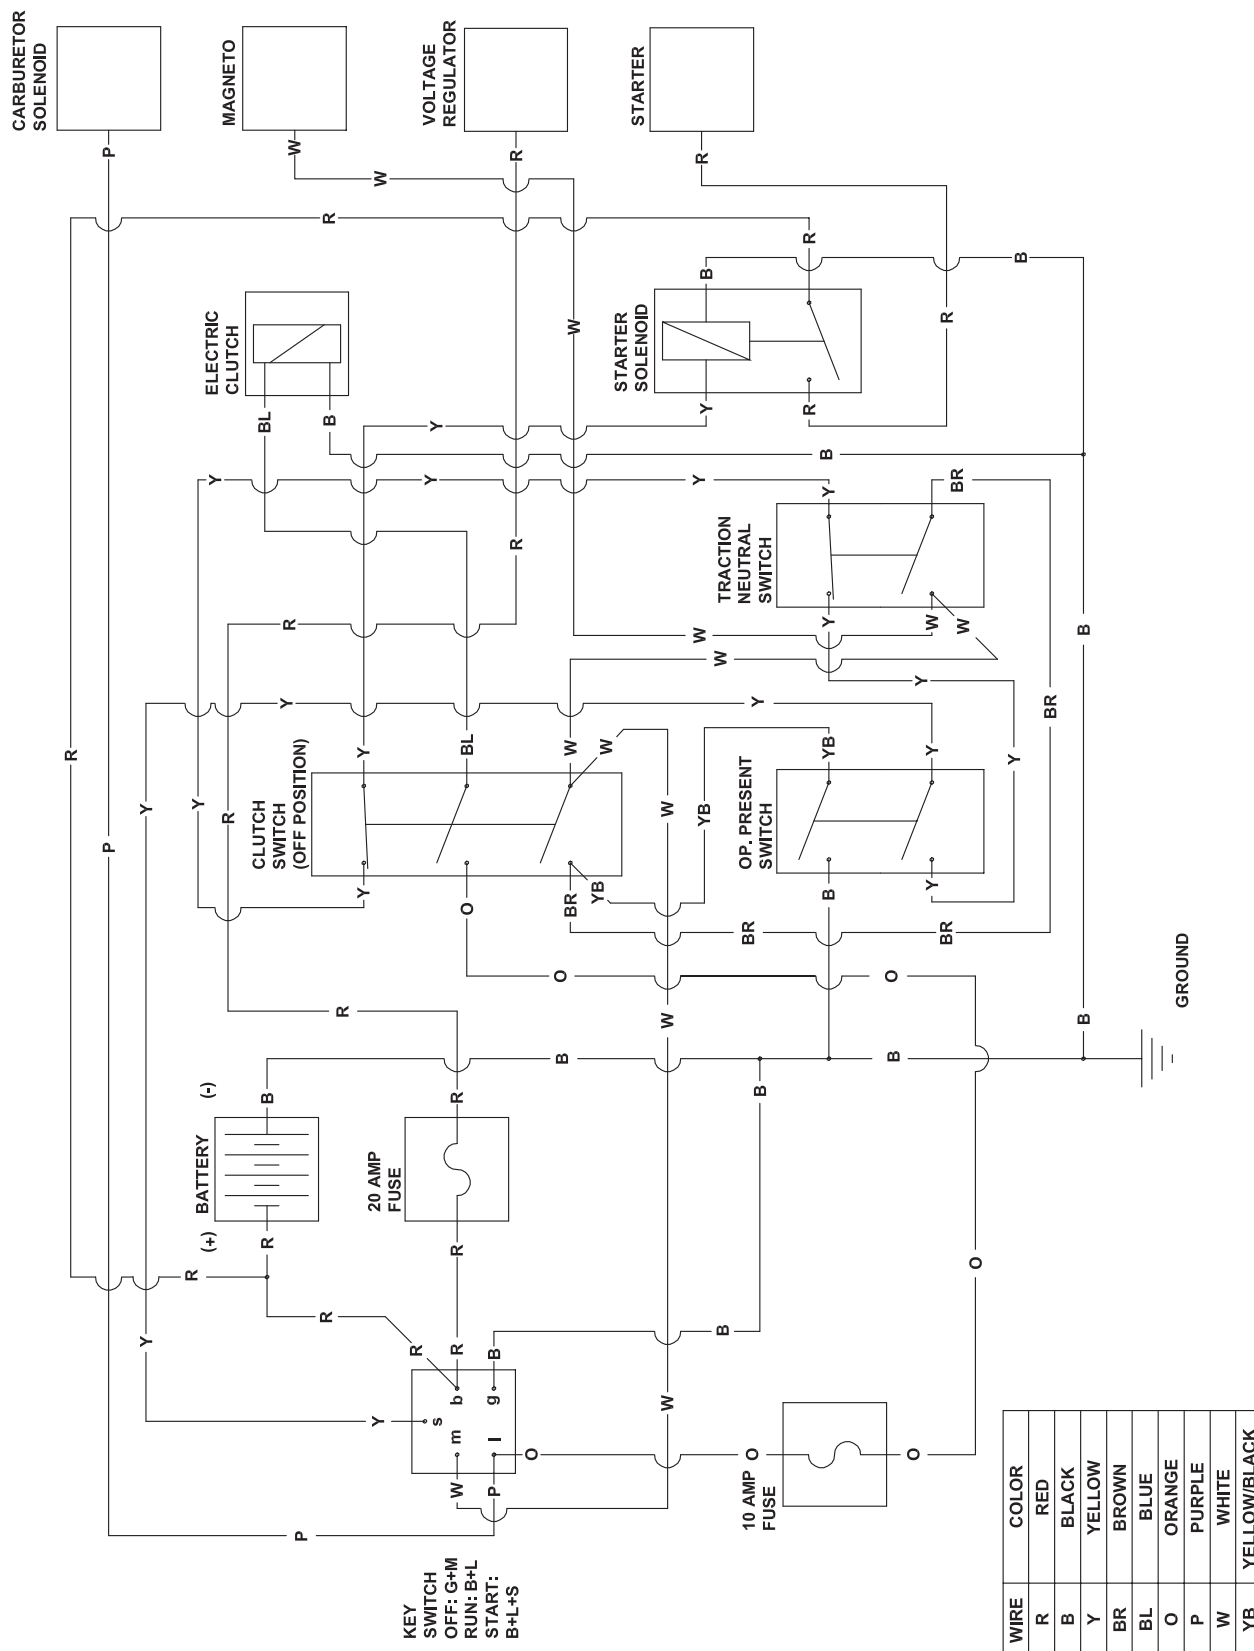 CARBURETOR
SOLENOID
MAGNETO
VOLTAGE
REGULATOR
STARTER
P
W
R
R
W
R
R
B
B
R
ELECTRIC
CLUTCH
STARTER
SOLENOID
W
R
BL
B
Y
Y
R
B
Y
Y
Y
Y
BR
R
TRACTION
NEUTRAL
SWITCH
R
Y
W
W
W
W
B
Y
Y
Y
BR
R
Y
BL
W
W
YB
Y
Y
P
Y
Y
R
CLUTCH
SWITCH
(OFF POSITION)
W
YB
OP. PRESENT
SWITCH
Y
O
BR
YB
B
Y
BR
BR
O
O
GROUND
R
W
B
B
B
B
B
(-)
BATTERY
(+)
R
20 AMP
FUSE
R
R
R
R
O
Y
R
R
B
B
Y
s
b
g
m
l
W
P
O
W
O
O
10 AMP
FUSE
P
KEY
SWITCH
OFF: G+M
RUN: B+L
START:
B+L+S
WIRE COLOR
R RED
B BLACK
Y YELLOW
BR BROWN
BL BLUE
O ORANGE
P PURPLE
W WHITE
YB YELLOW/BLACK